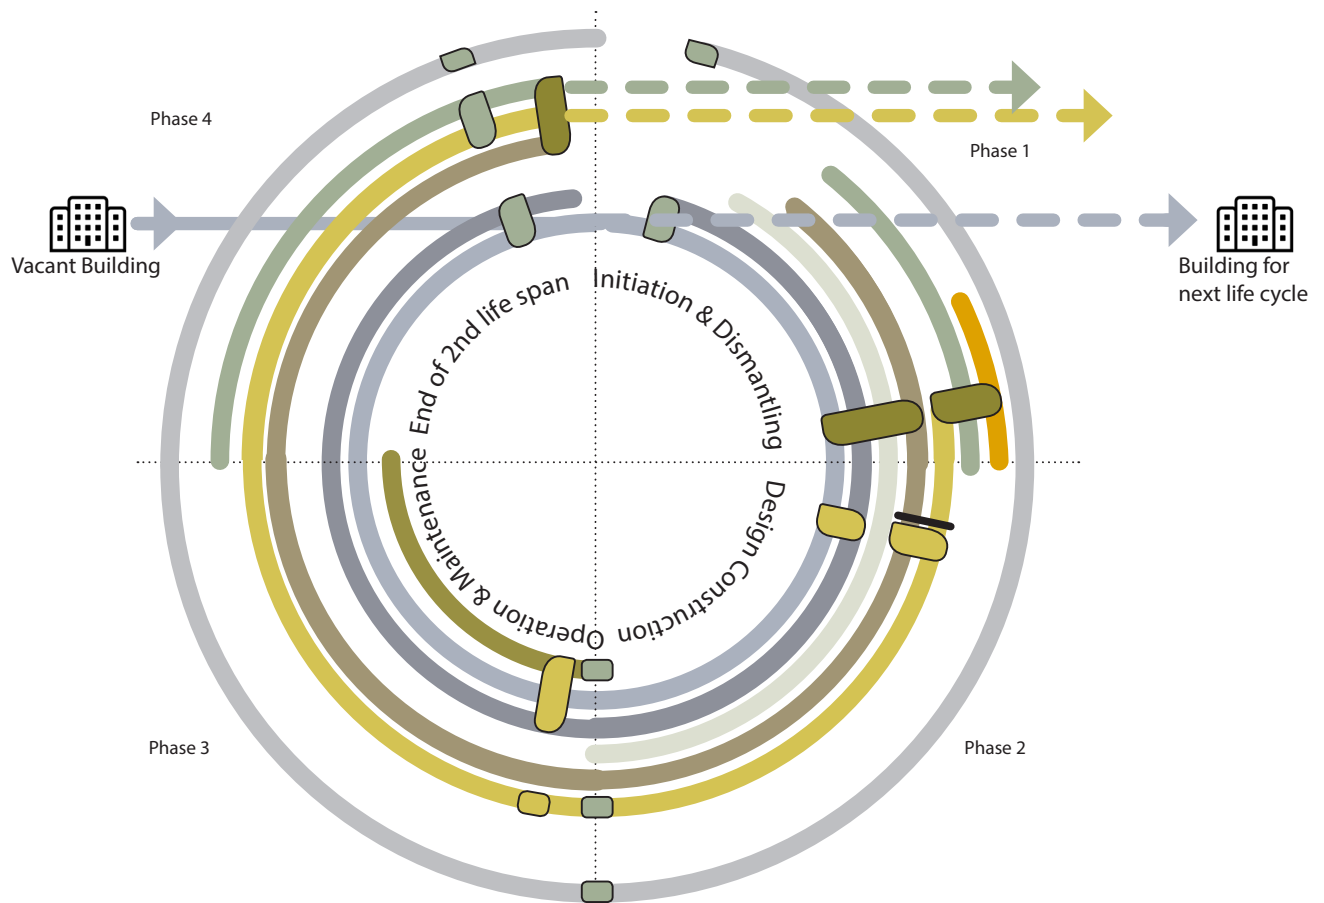 Phase 4
Phase 1
Vacant Building
Building for
next life cycle
Initiation & Dismantling
Design Construction
Operation & Maintenance
End of 2nd life span
Phase 3
Phase 2